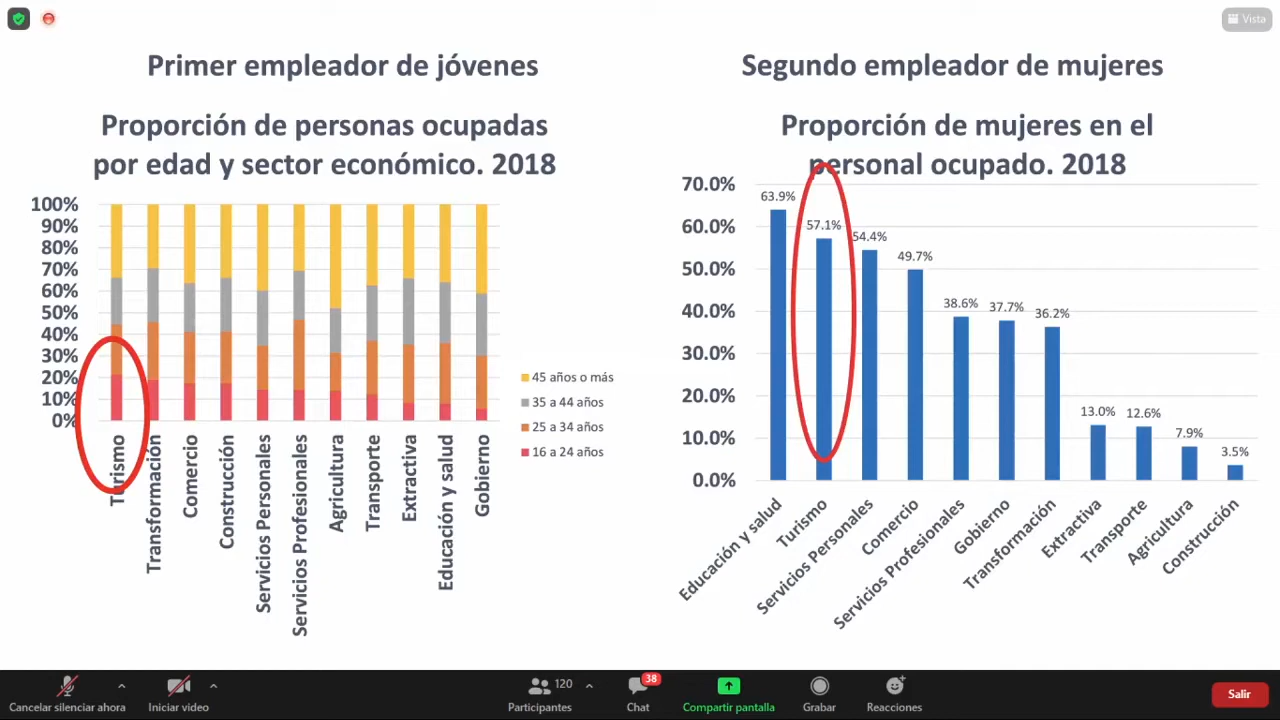 Vista
Primer empleador de jóvenes
Proporción de personas ocupadas
por edad y sector económico. 2018
100%
90%
80%
70%
60%
50%
40%
30%
20%
10%
0%
Turismo
Transformación
Comercio
Construcción
Servicios Personales
Servicios Profesionales
Agricultura
Transporte
Extractiva
Educación y salud
Gobierno
45 años o más
35 a 44 años
25 a 34 años
16 a 24 años
Segundo empleador de mujeres
Proporción de mujeres en el
personal ocupado. 2018
70.0%
60.0%
50.0%
40.0%
30.0%
20.0%
10.0%
0.0%
63.9%
57.1%
54.4%
49.7%
38.6%
37.7%
36.2%
13.0%
12.6%
7.9%
3.5%
Educación y salud
Turismo
Servicios Personales
Comercio
Servicios Profesionales
Gobierno
Transformación
Extractiva
Transporte
Agricultura
Construcción
Cancelar silenciar ahora
Iniciar video
120
Participantes
38
Chat
Compartir pantalla
Grabar
Reacciones
Salir